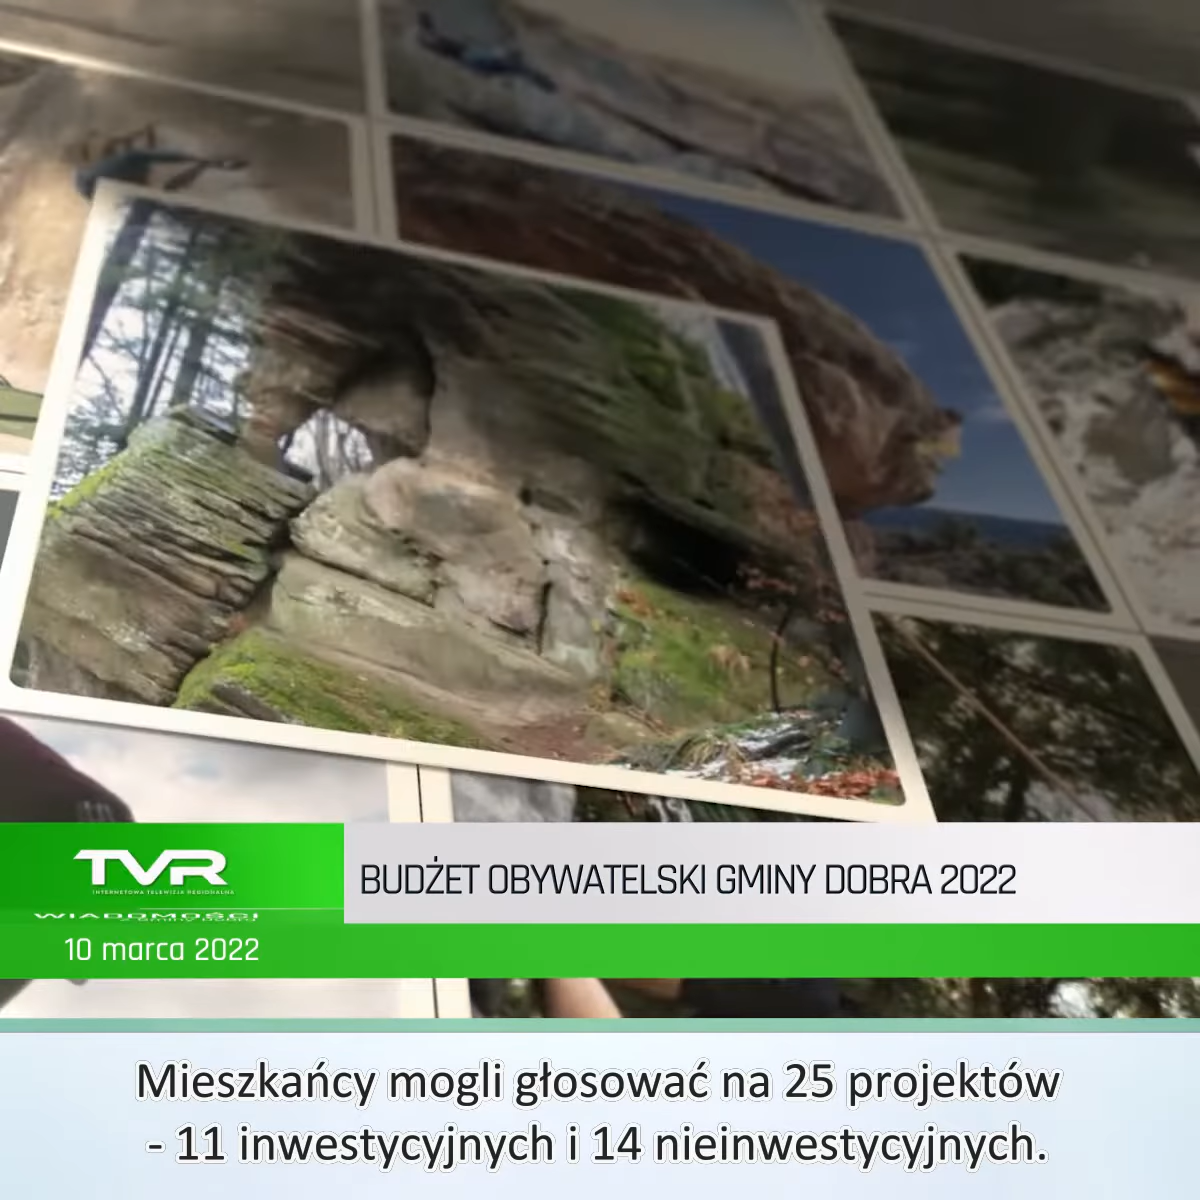 TVR
INTERNETOWA TELEWIZJA REGIONALNA
WIADOMOŚCI
BUDŻET OBYWATELSKI GMINY DOBRA 2022
10 marca 2022
Mieszkańcy mogli głosować na 25 projektów
- 11 inwestycyjnych i 14 nieinwestycyjnych.